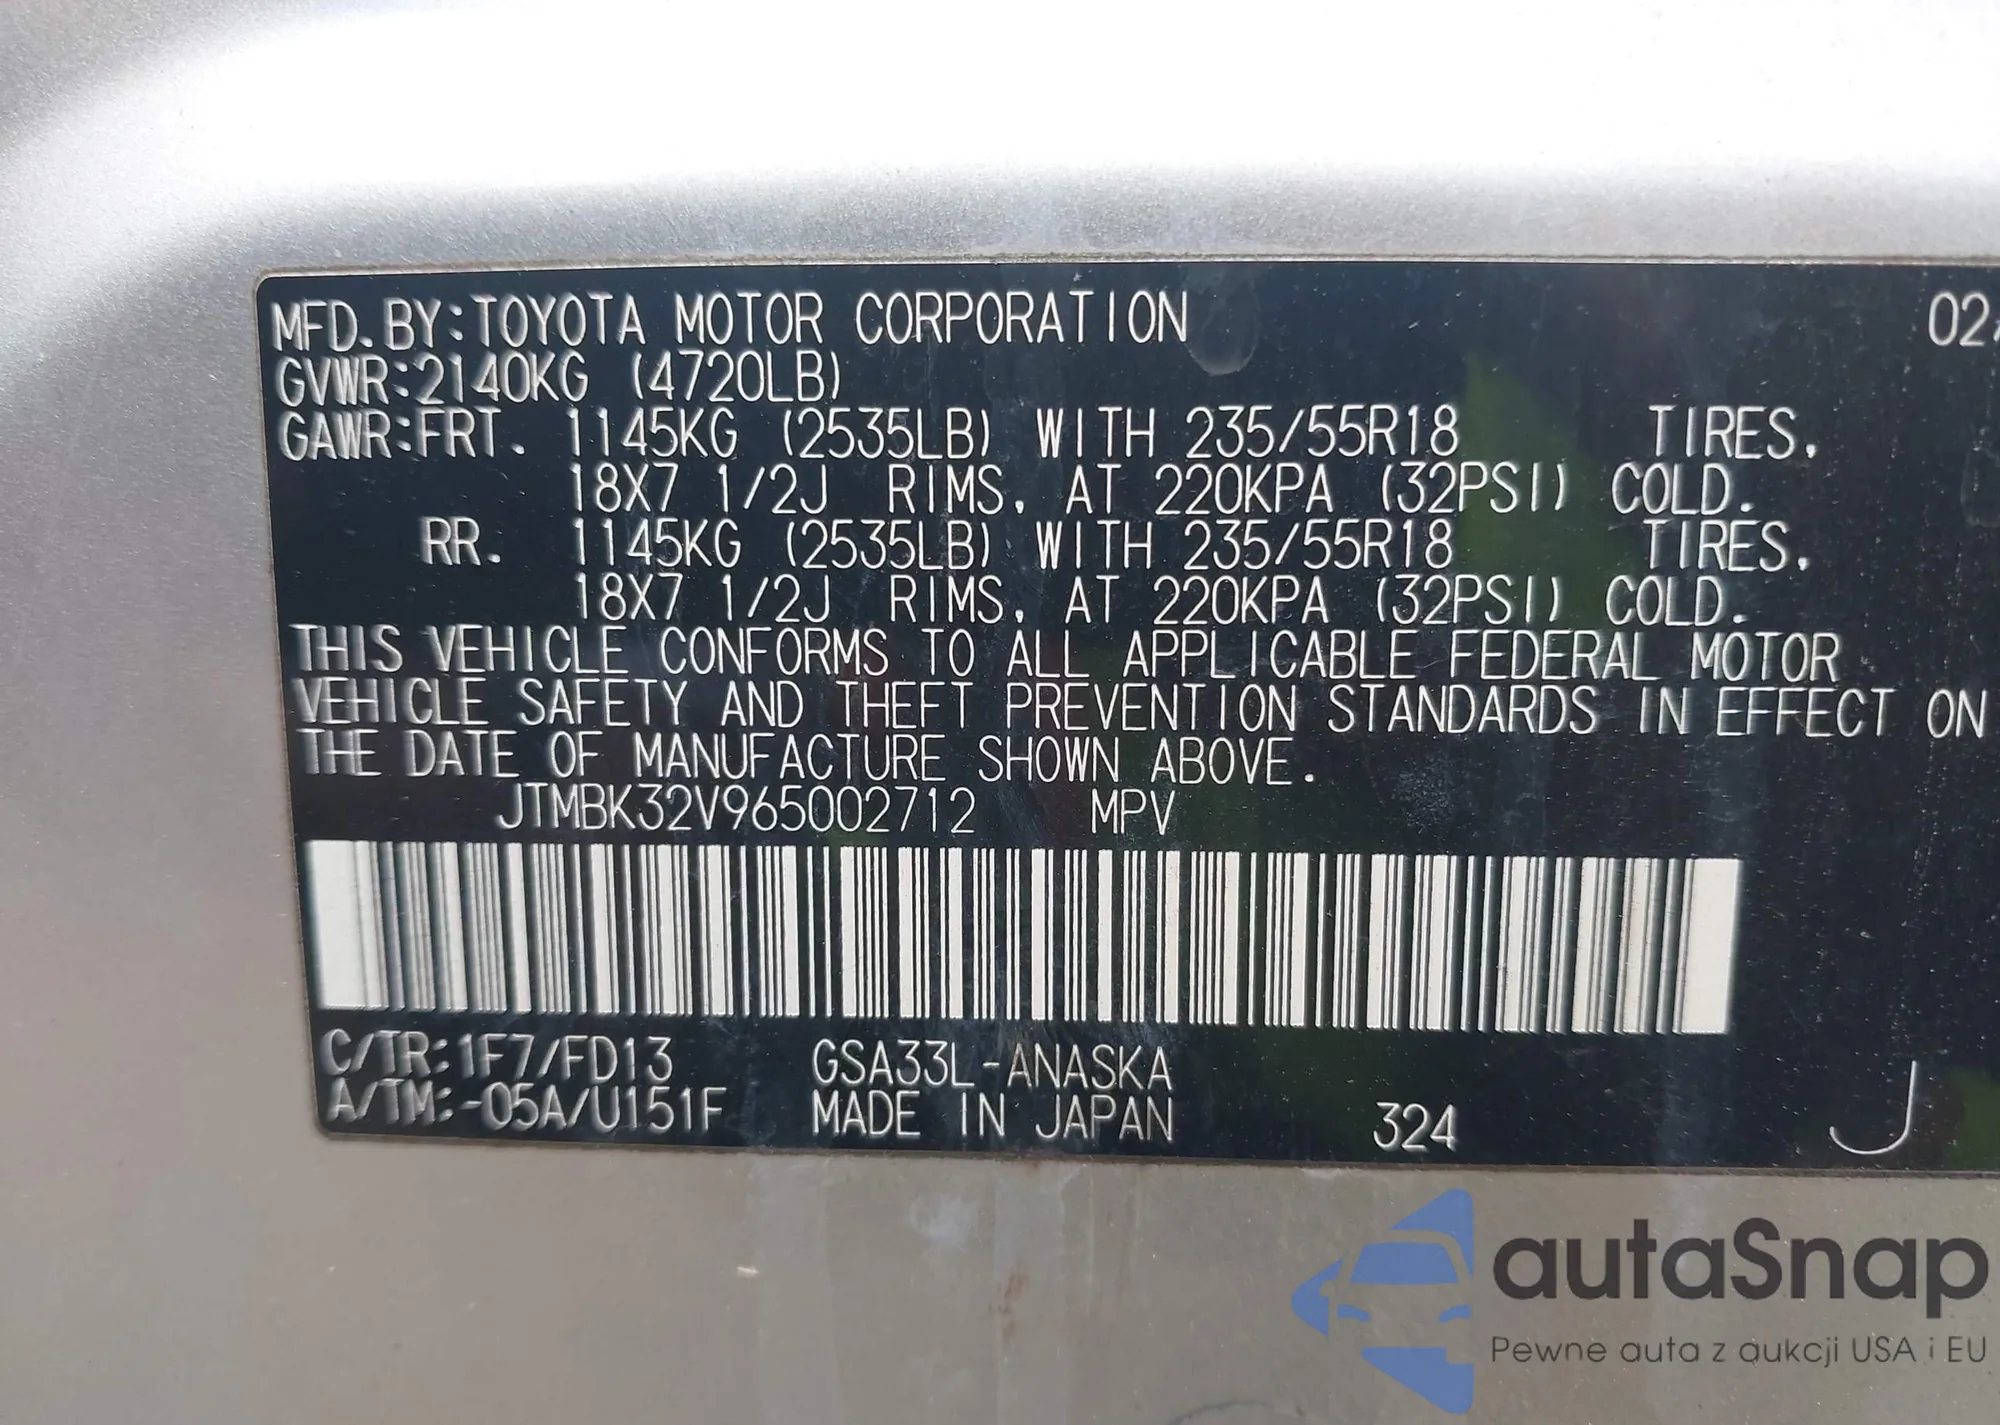 MFD.BY:TOYOTA MOTOR CORPORATION 02/
GVWR:2140KG (4720LB)
GAWR:FRT. 1145KG (2535LB) WITH 235/55R18 TIRES,
18X7 1/2J RIMS, AT 220KPA (32PSI) COLD.
RR. 1145KG (2535LB) WITH 235/55R18 TIRES,
18X7 1/2J RIMS, AT 220KPA (32PSI) COLD.
THIS VEHICLE CONFORMS TO ALL APPLICABLE FEDERAL MOTOR
VEHICLE SAFETY AND THEFT PREVENTION STANDARDS IN EFFECT ON
THE DATE OF MANUFACTURE SHOWN ABOVE.
JTMBK32V965002712 MPV
C/TR:1F7/FD13 GSA33L-ANASKA
A/TM:-05A/U151F MADE IN JAPAN 324 J
autaSnap
Pewne auta z aukcji USA i EU